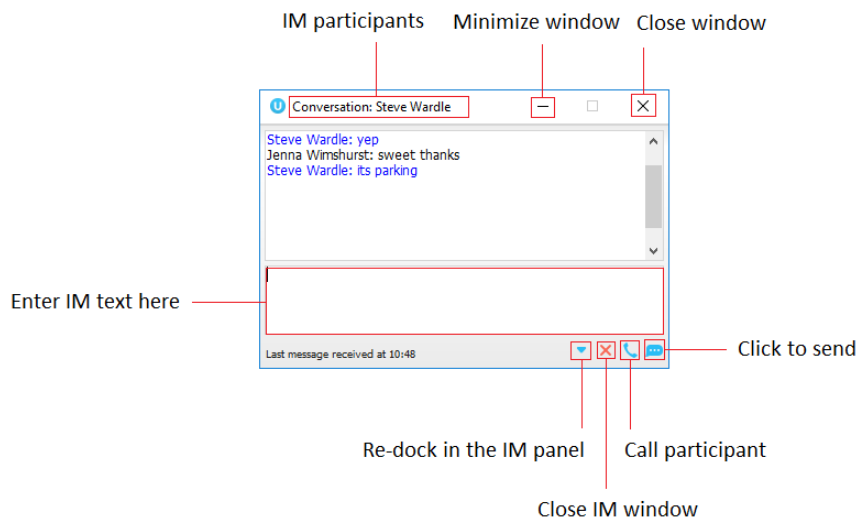 IM participants Minimize window Close window
U Conversation: Steve Wardle
Steve Wardle: yep
Jenna Wimshurst: sweet thanks
Steve Wardle: its parking
Enter IM text here
Last message received at 10:48
Click to send
Re-dock in the IM panel Call participant
Close IM window